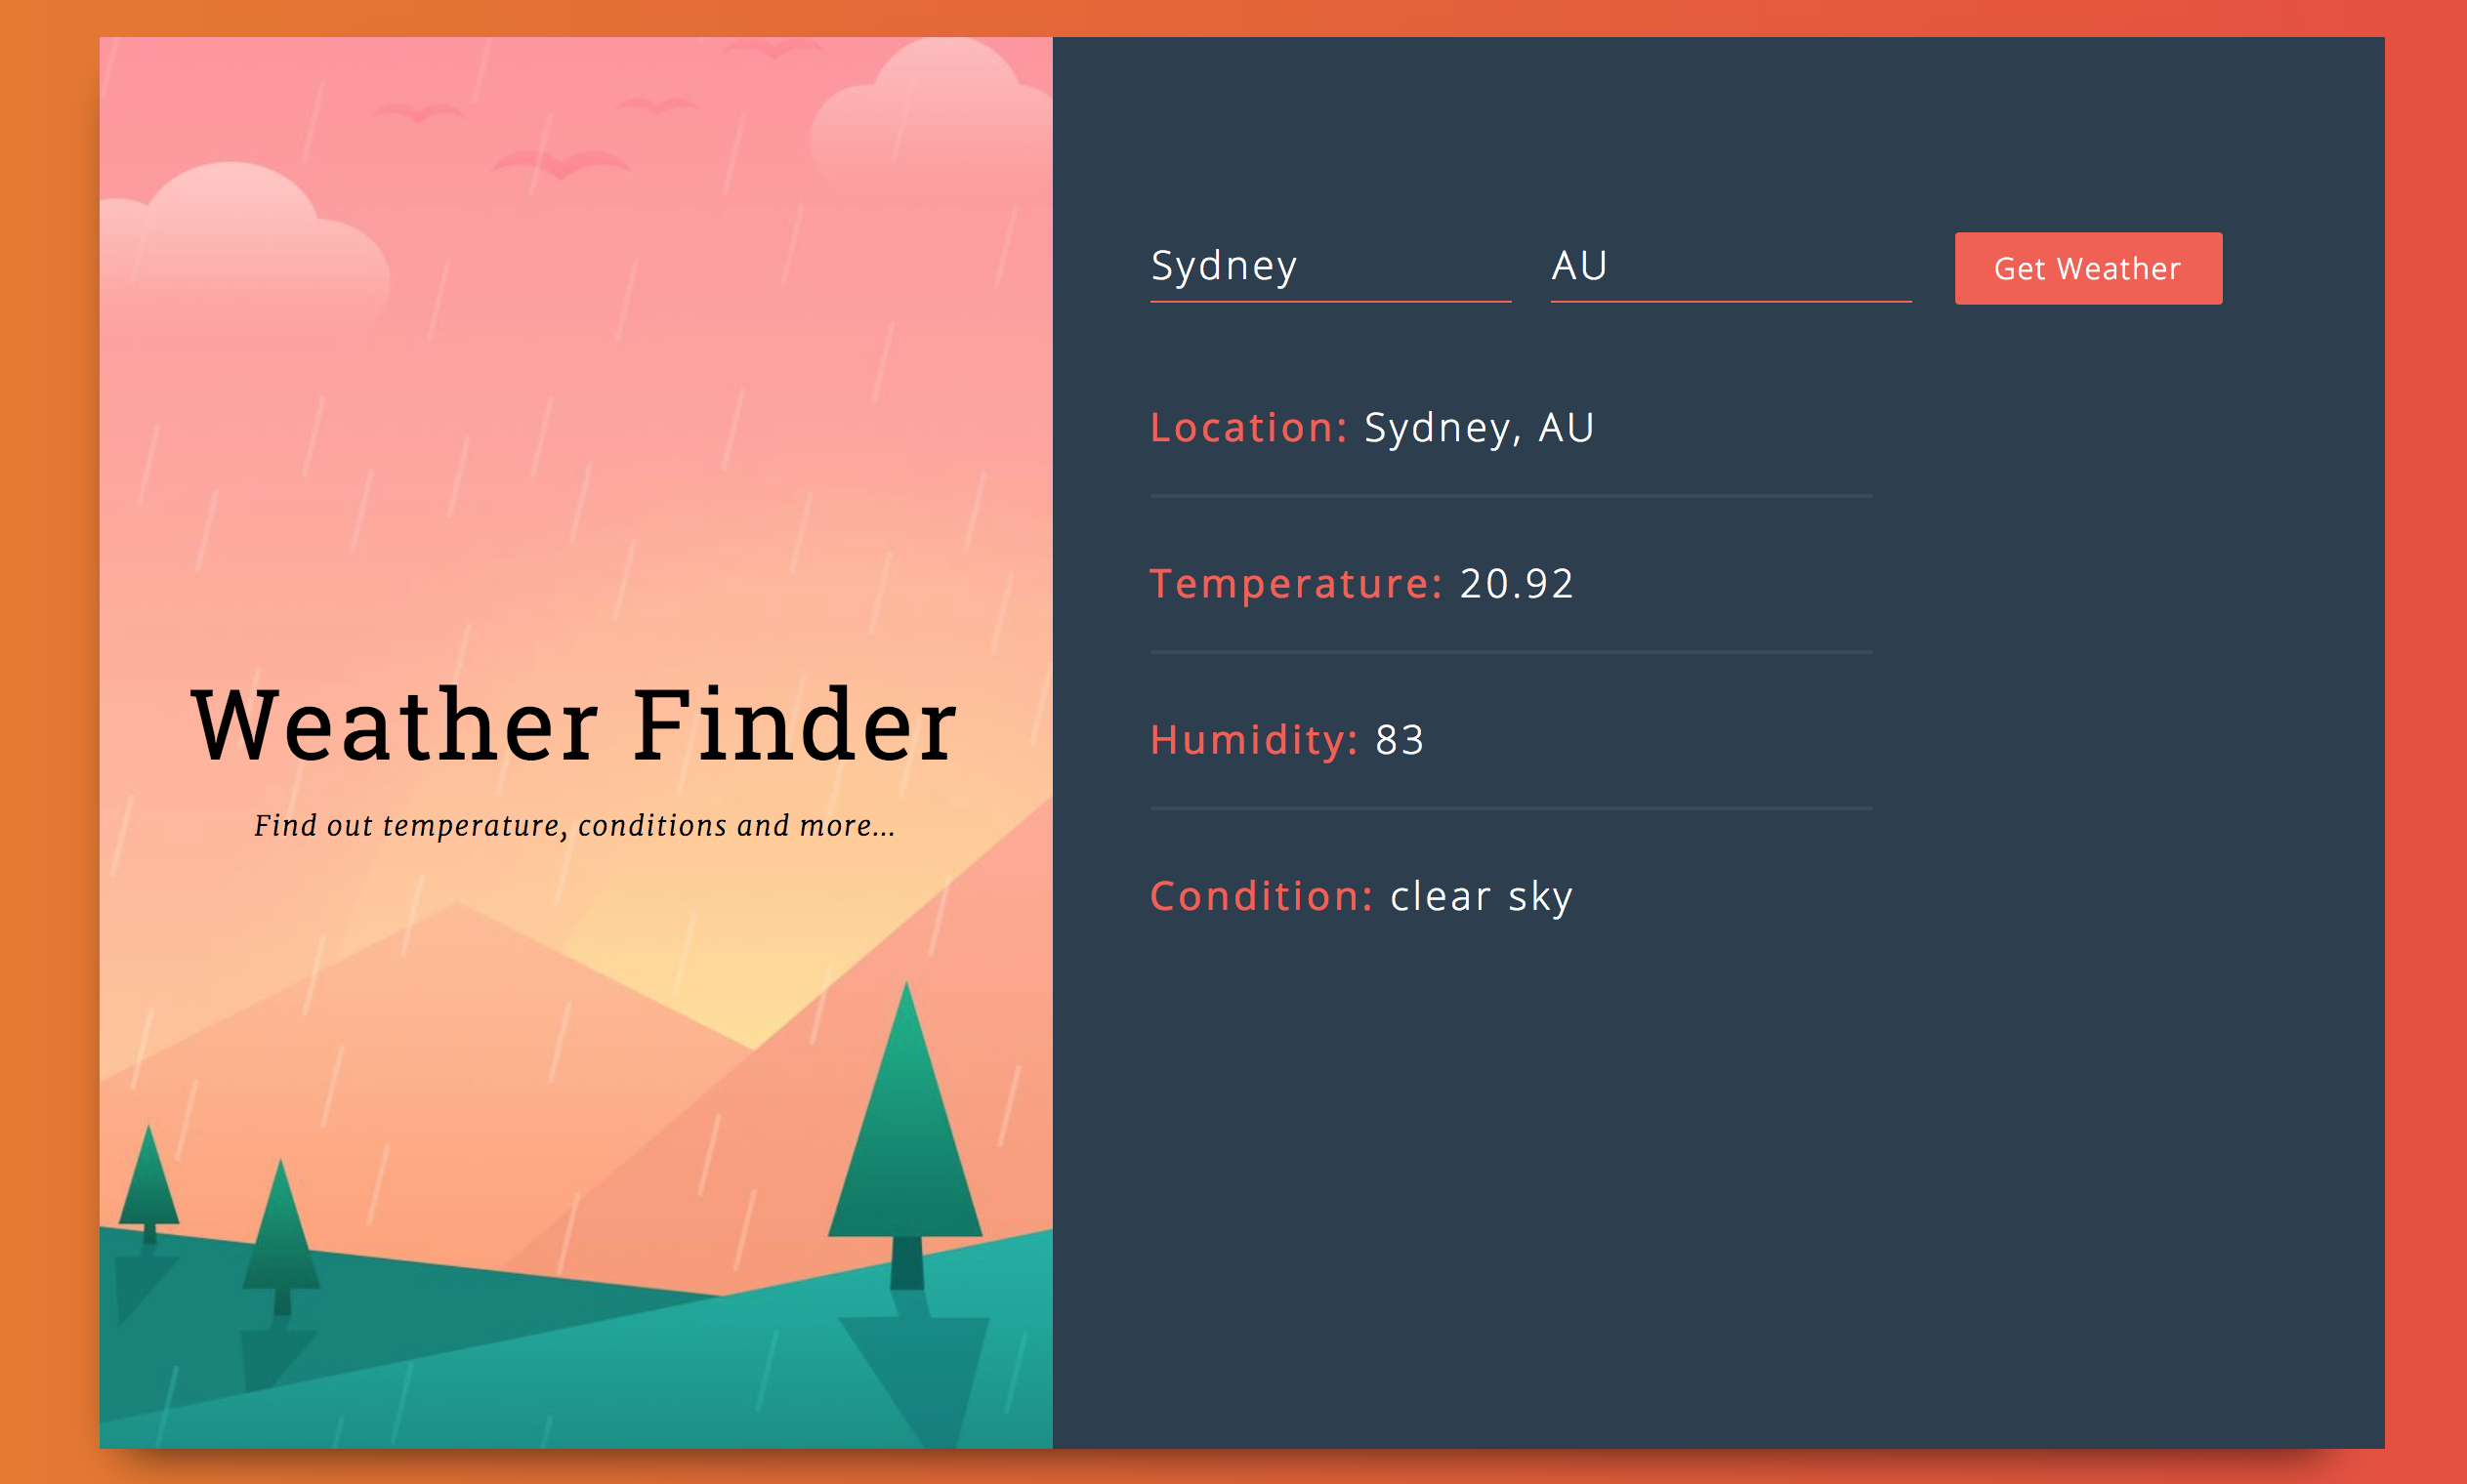 Weather Finder
Find out temperature, conditions and more...
Sydney AU Get Weather
Location: Sydney, AU
Temperature: 20.92
Humidity: 83
Condition: clear sky